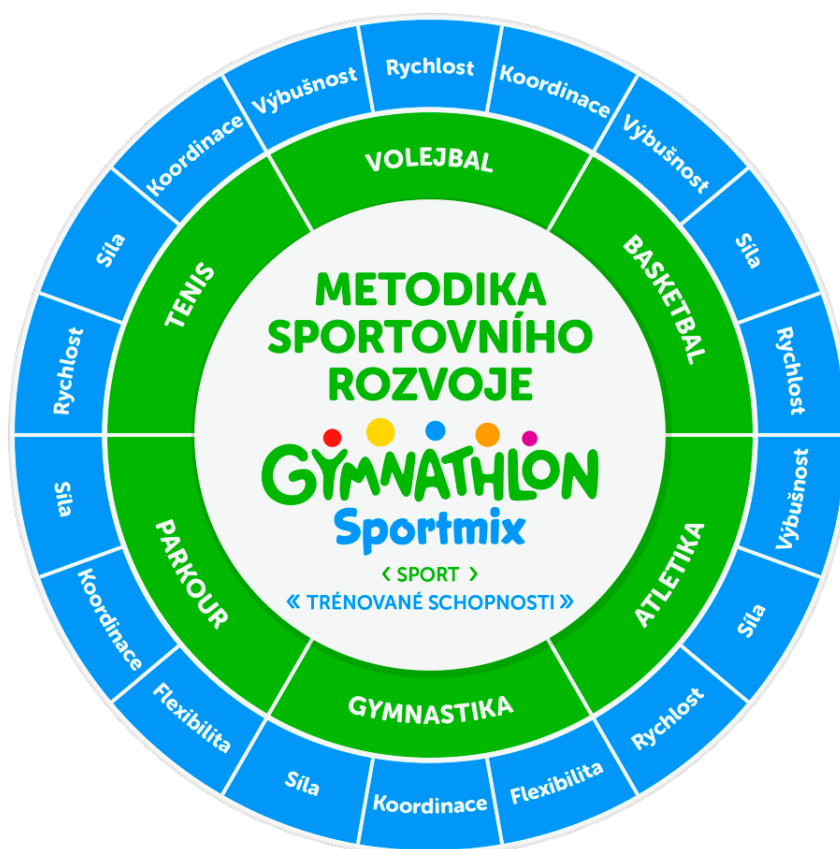 METODIKA
SPORTOVNÍHO
ROZVOJE
GYMNATHLON
Sportmix
‹ SPORT ›
« TRÉNOVANÉ SCHOPNOSTI »
VOLEJBAL
BASKETBAL
ATLETIKA
GYMNASTIKA
PARKOUR
TENIS
Výbušnost
Rychlost
Koordinace
Výbušnost
Síla
Rychlost
Výbušnost
Síla
Rychlost
Flexibilita
Koordinace
Síla
Flexibilita
Koordinace
Síla
Rychlost
Síla
Koordinace